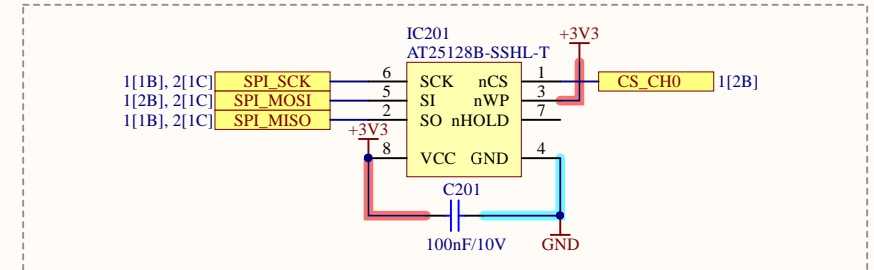 IC201
AT25128B-SSHL-T
+3V3
1[1B], 2[1C] SPI_SCK 6 SCK nCS 1 CS_CH0 1[2B]
1[2B], 2[1C] SPI_MOSI 5 SI nWP 3
1[1B], 2[1C] SPI_MISO 2 SO nHOLD 7
+3V3
8 VCC GND 4
C201
100nF/10V
GND